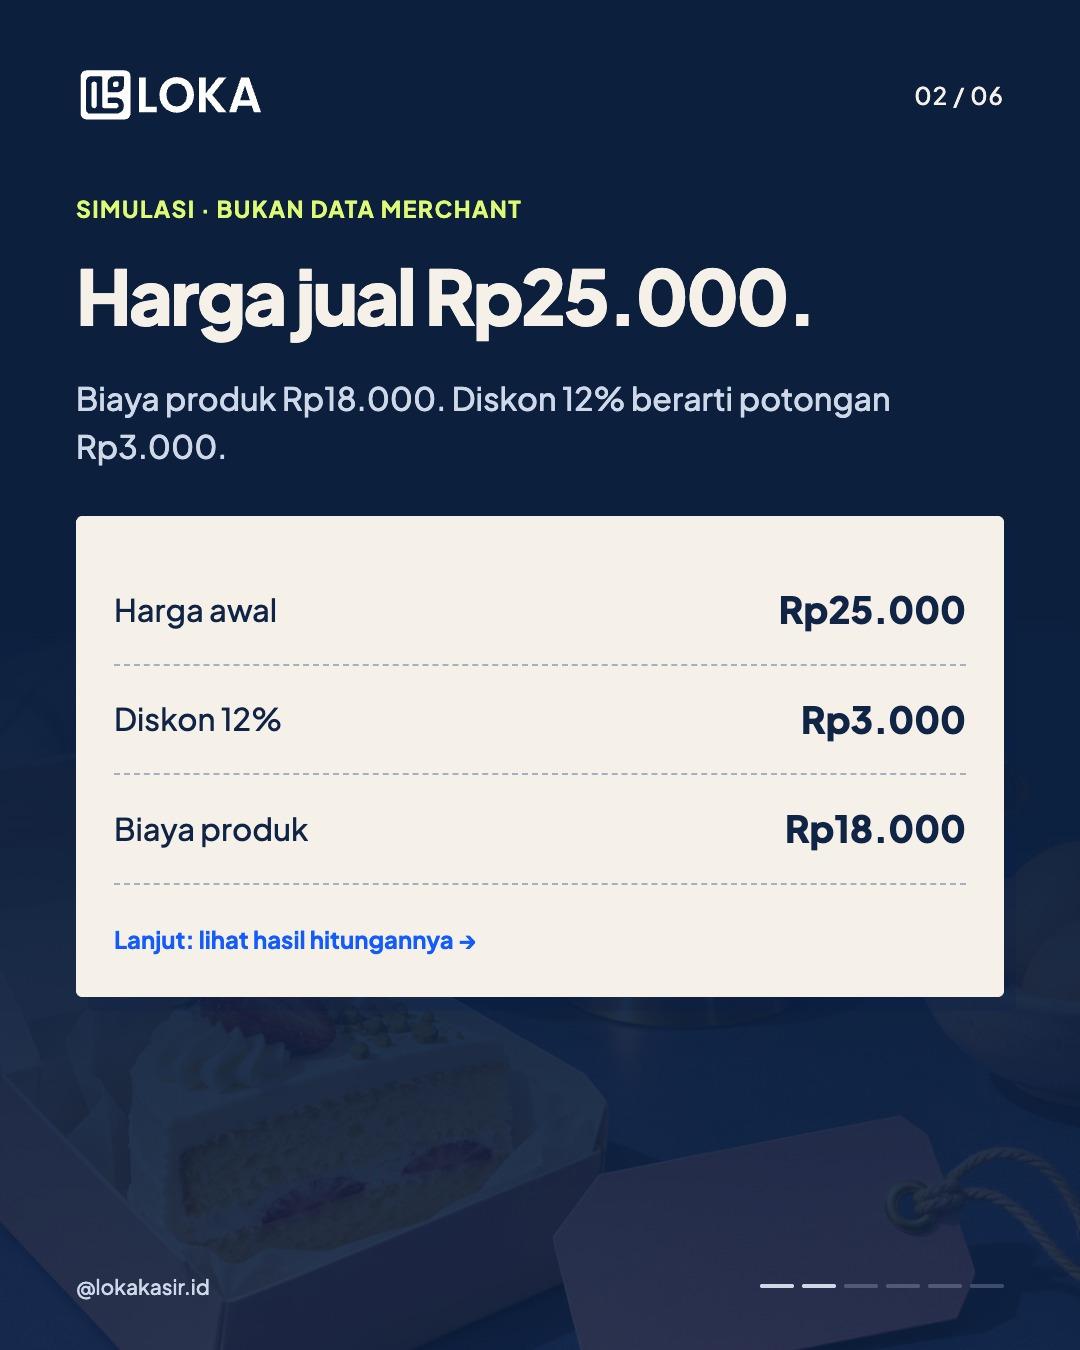 LOKA
02 / 06
SIMULASI · BUKAN DATA MERCHANT
Harga jual Rp25.000.
Biaya produk Rp18.000. Diskon 12% berarti potongan
Rp3.000.
Harga awal Rp25.000
Diskon 12% Rp3.000
Biaya produk Rp18.000
Lanjut: lihat hasil hitungannya →
@lokakasir.id